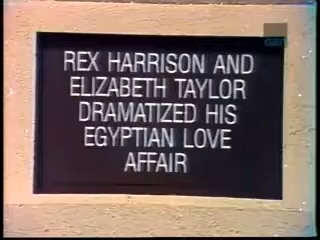 REX HARRISON AND
ELIZABETH TAYLOR
DRAMATIZED HIS
EGYPTIAN LOVE
AFFAIR